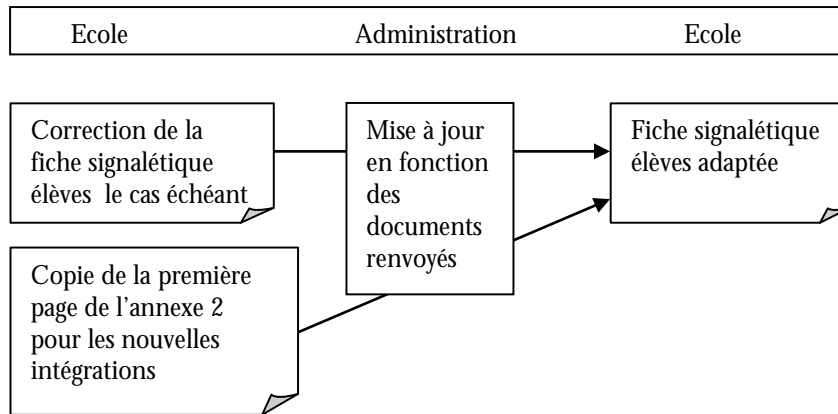 Ecole Administration Ecole
Correction de la
fiche signalétique
élèves le cas échéant
Mise à jour
en fonction
des
documents
renvoyés
Fiche signalétique
élèves adaptée
Copie de la première
page de l'annexe 2
pour les nouvelles
intégrations